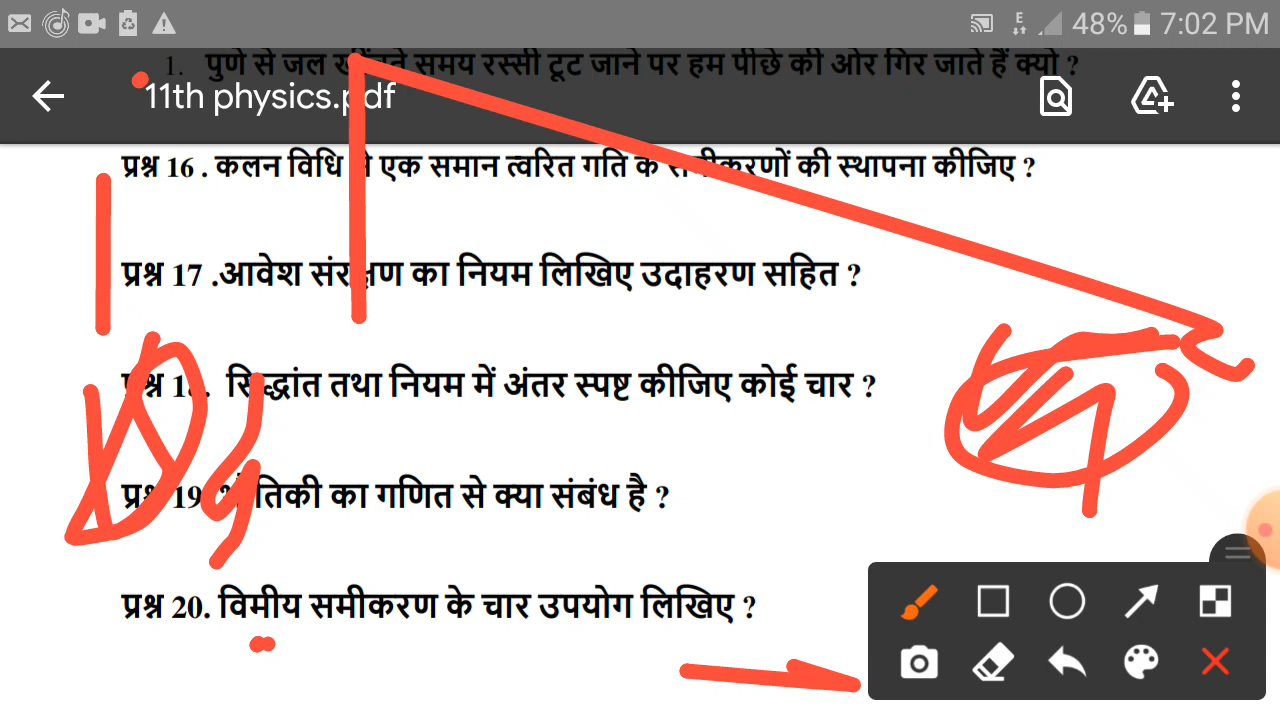 E 48% 7:02 PM
1. पुणे से जल खींचते समय रस्सी टूट जाने पर हम पीछे की ओर गिर जाते हैं क्यो ?
11th physics.pdf
प्रश्न 16 . कलन विधि से एक समान त्वरित गति के समीकरणों की स्थापना कीजिए ?
प्रश्न 17 .आवेश संरक्षण का नियम लिखिए उदाहरण सहित ?
प्रश्न 18. सिद्धांत तथा नियम में अंतर स्पष्ट कीजिए कोई चार ?
प्रश्न 19. भौतिकी का गणित से क्या संबंध है ?
प्रश्न 20. विमीय समीकरण के चार उपयोग लिखिए ?